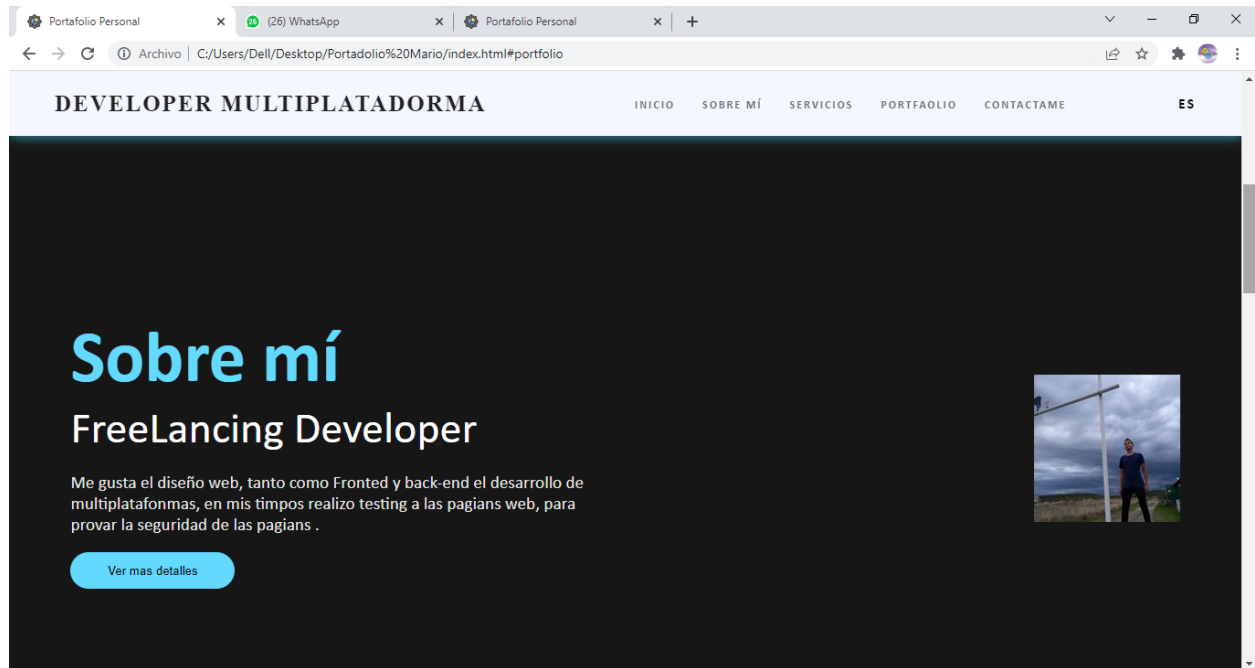 Portafolio Personal
26
(26) WhatsApp
Portafolio Personal
Archivo
C:/Users/Dell/Desktop/Portadolio%20Mario/index.html#portfolio
DEVELOPER MULTIPLATADORMA
INICIO
SOBRE MÍ
SERVICIOS
PORTFAOLIO
CONTACTAME
ES
Sobre mí
FreeLancing Developer
Me gusta el diseño web, tanto como Fronted y back-end el desarrollo de
multiplatafonmas, en mis timpos realizo testing a las pagians web, para
provar la seguridad de las pagians .
Ver mas detalles